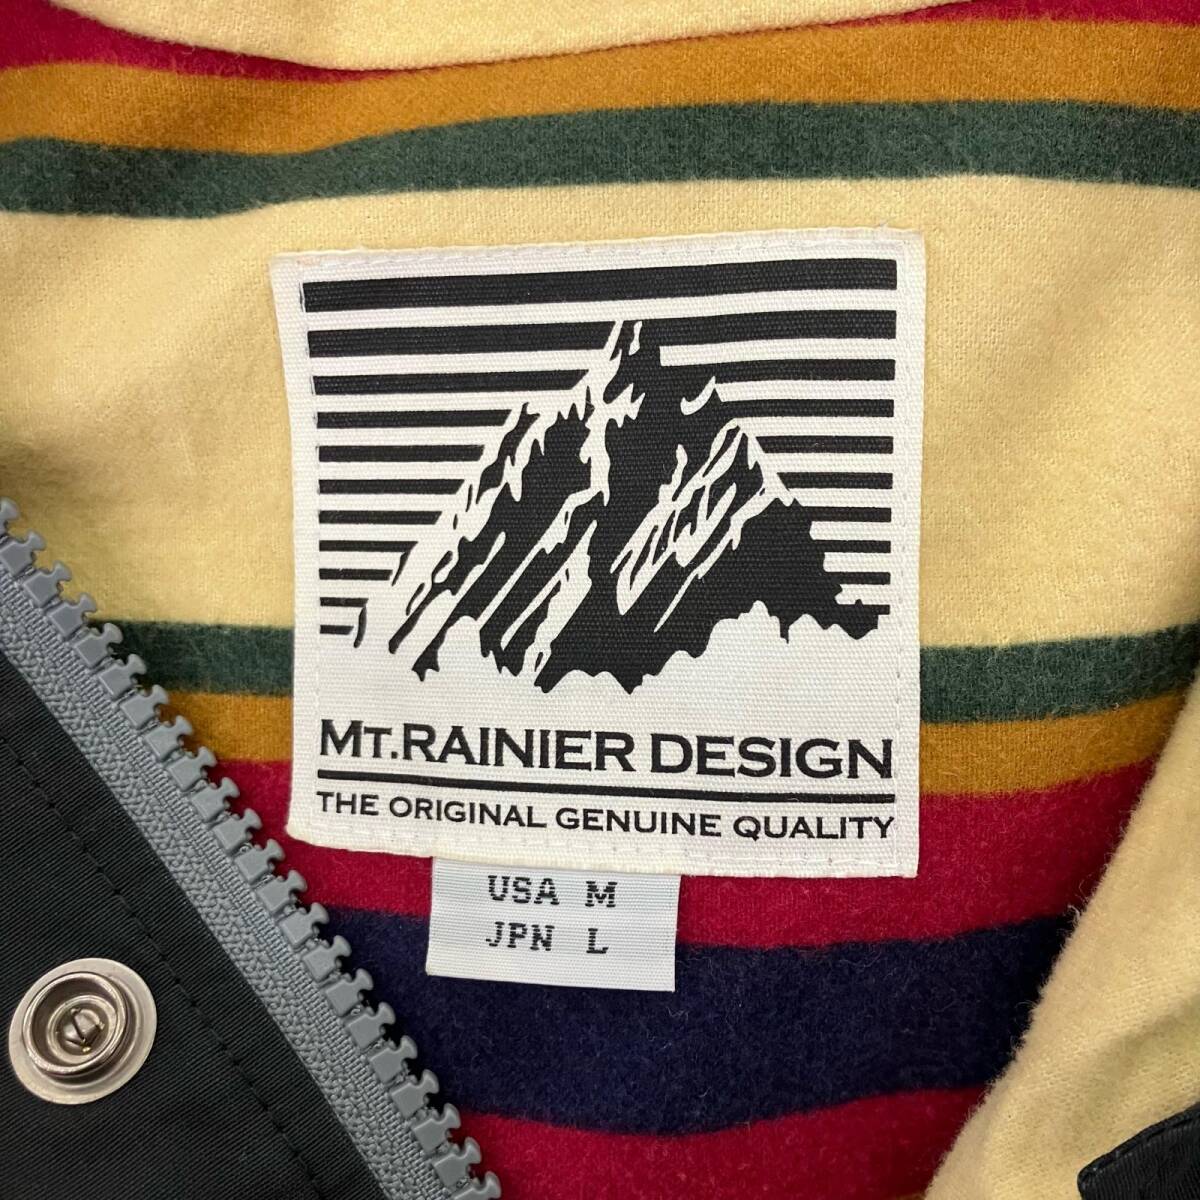 MT.RAINIER DESIGN
THE ORIGINAL GENUINE QUALITY
USA M
JPN L